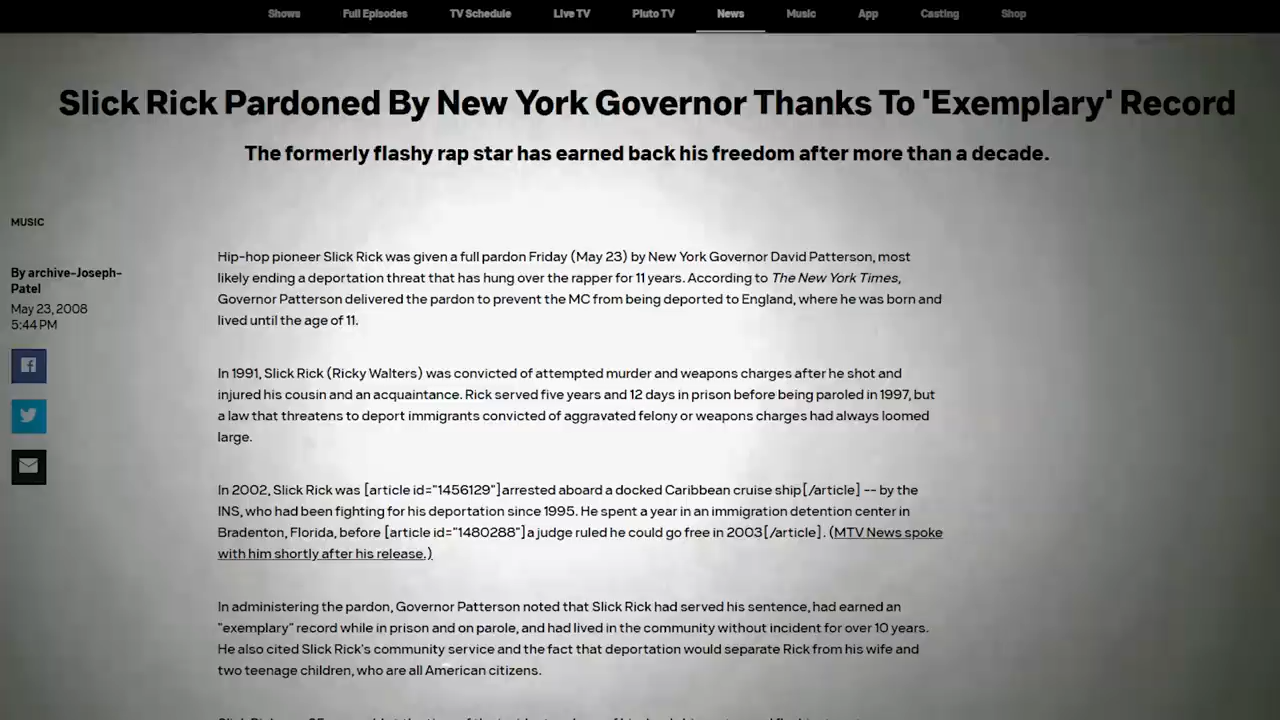 Shows Full Episodes TV Schedule Live TV Pluto TV News Music App Casting Shop
Slick Rick Pardoned By New York Governor Thanks To 'Exemplary' Record
The formerly flashy rap star has earned back his freedom after more than a decade.
MUSIC
By archive-Joseph-
Patel
May 23, 2008
5:44 PM
Hip-hop pioneer Slick Rick was given a full pardon Friday (May 23) by New York Governor David Patterson, most
likely ending a deportation threat that has hung over the rapper for 11 years. According to The New York Times,
Governor Patterson delivered the pardon to prevent the MC from being deported to England, where he was born and
lived until the age of 11.
In 1991, Slick Rick (Ricky Walters) was convicted of attempted murder and weapons charges after he shot and
injured his cousin and an acquaintance. Rick served five years and 12 days in prison before being paroled in 1997, but
a law that threatens to deport immigrants convicted of aggravated felony or weapons charges had always loomed
large.
In 2002, Slick Rick was [article id="1456129"]arrested aboard a docked Caribbean cruise ship[/article] -- by the
INS, who had been fighting for his deportation since 1995. He spent a year in an immigration detention center in
Bradenton, Florida, before [article id="1480288"]a judge ruled he could go free in 2003[/article]. (MTV News spoke
with him shortly after his release.)
In administering the pardon, Governor Patterson noted that Slick Rick had served his sentence, had earned an
"exemplary" record while in prison and on parole, and had lived in the community without incident for over 10 years.
He also cited Slick Rick's community service and the fact that deportation would separate Rick from his wife and
two teenage children, who are all American citizens.